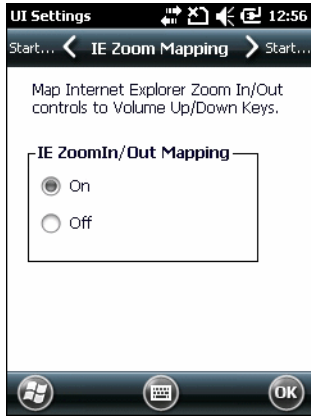 UI Settings 12:56
Start... IE Zoom Mapping Start...
Map Internet Explorer Zoom In/Out
controls to Volume Up/Down Keys.
IE ZoomIn/Out Mapping
On
Off
OK